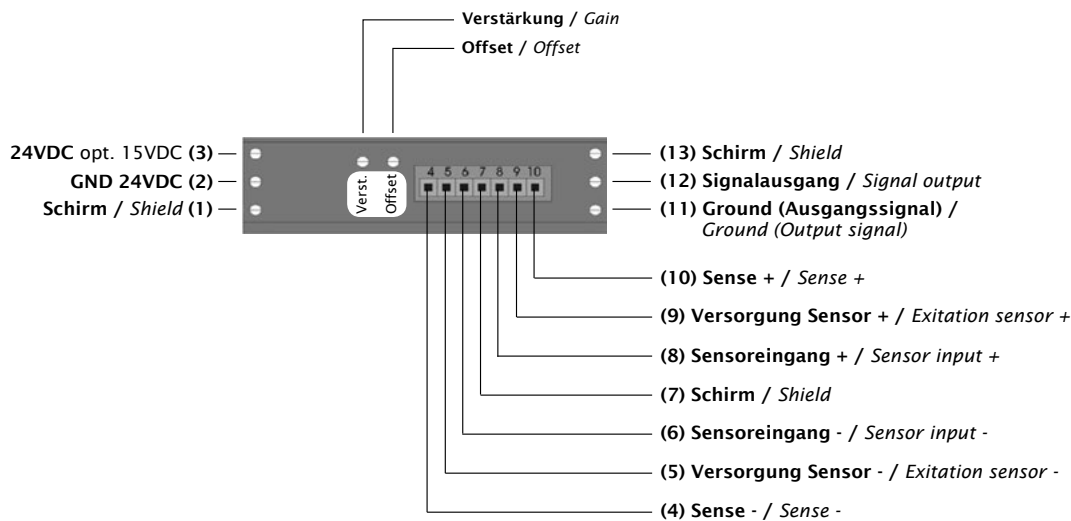 Verstärkung / Gain
Offset / Offset
24VDC opt. 15VDC (3)
GND 24VDC (2)
Schirm / Shield (1)
Verst.
Offset
4 5 6 7 8 9 10
(13) Schirm / Shield
(12) Signalausgang / Signal output
(11) Ground (Ausgangssignal) /
Ground (Output signal)
(10) Sense + / Sense +
(9) Versorgung Sensor + / Exitation sensor +
(8) Sensoreingang + / Sensor input +
(7) Schirm / Shield
(6) Sensoreingang - / Sensor input -
(5) Versorgung Sensor - / Exitation sensor -
(4) Sense - / Sense -